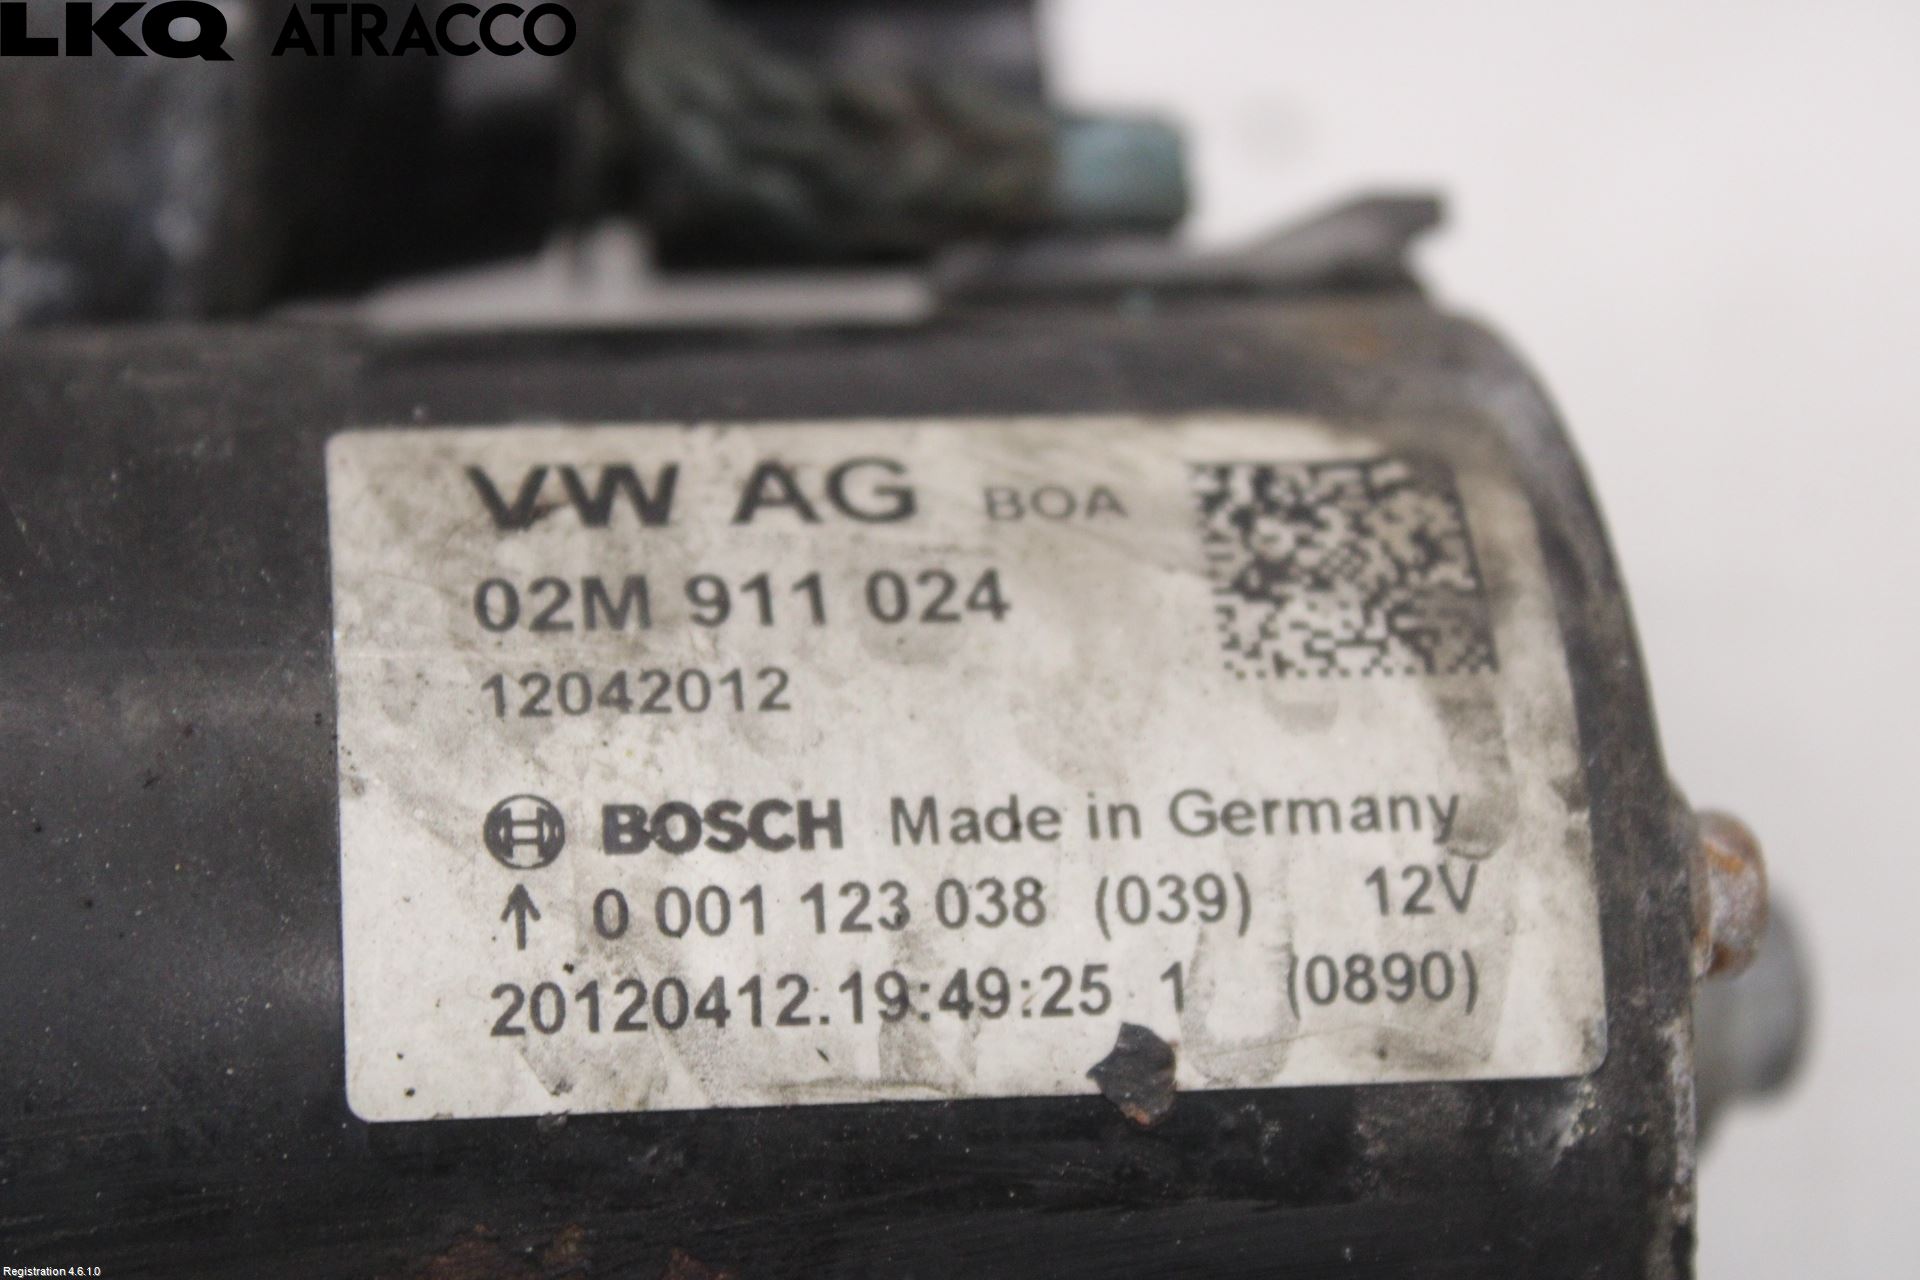 LKQ ATRACCO
VW AG BOA
02M 911 024
12042012
BOSCH Made in Germany
↑ 0 001 123 038 (039) 12V
20120412.19:49:25 1 (0890)
Registration 4.6.1.0